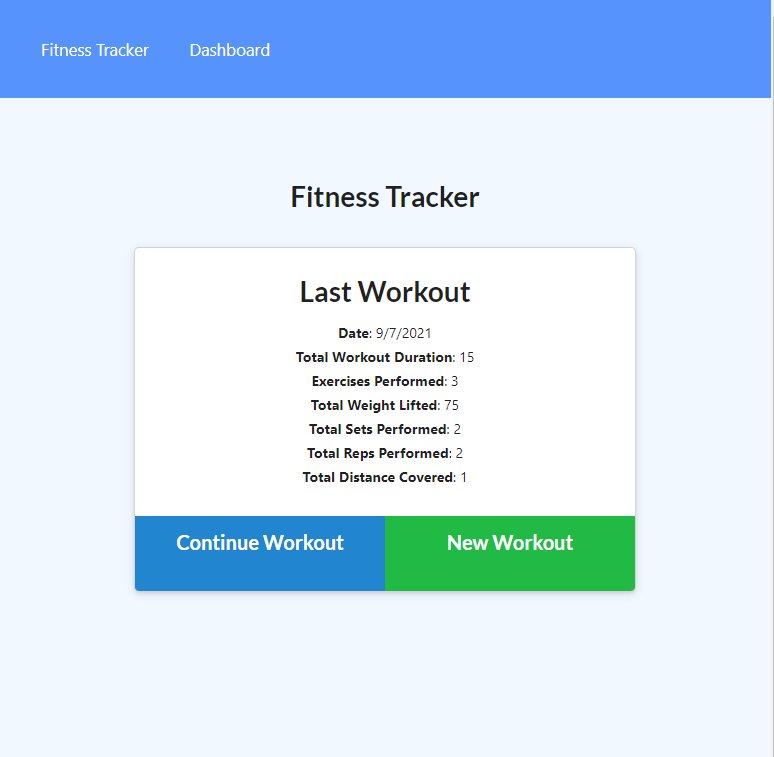 Fitness Tracker Dashboard
Fitness Tracker
Last Workout
Date: 9/7/2021
Total Workout Duration: 15
Exercises Performed: 3
Total Weight Lifted: 75
Total Sets Performed: 2
Total Reps Performed: 2
Total Distance Covered: 1
Continue Workout New Workout